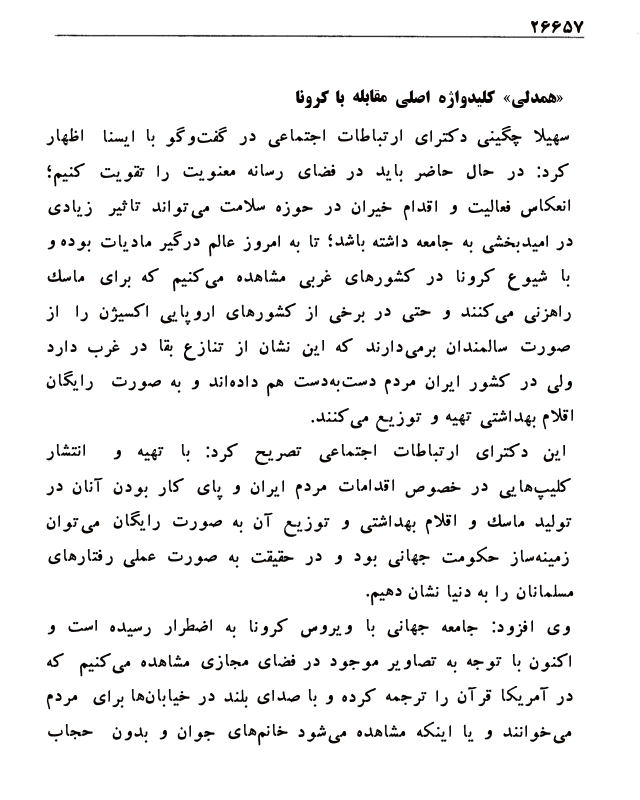 ۲۶۶۵۷
«همدلی» کلیدواژه اصلی مقابله با کرونا
سهیلا چگینی دکترای ارتباطات اجتماعی در گفت‌وگو با ایسنا اظهار
کرد: در حال حاضر باید در فضای رسانه معنویت را تقویت کنیم؛
انعکاس فعالیت و اقدام خیران در حوزه سلامت می‌تواند تاثیر زیادی
در امیدبخشی به جامعه داشته باشد؛ تا به امروز عالم درگیر مادیات بوده و
با شیوع کرونا در کشورهای غربی مشاهده می‌کنیم که برای ماسک
راهزنی می‌کنند و حتی در برخی از کشورهای اروپایی اکسیژن را از
صورت سالمندان برمی‌دارند که این نشان از تنازع بقا در غرب دارد
ولی در کشور ایران مردم دست‌به‌دست هم داده‌اند و به صورت رایگان
اقلام بهداشتی تهیه و توزیع می‌کنند.
این دکترای ارتباطات اجتماعی تصریح کرد: با تهیه و انتشار
کلیپ‌هایی در خصوص اقدامات مردم ایران و پای کار بودن آنان در
تولید ماسک و اقلام بهداشتی و توزیع آن به صورت رایگان می‌توان
زمینه‌ساز حکومت جهانی بود و در حقیقت به صورت عملی رفتارهای
مسلمانان را به دنیا نشان دهیم.
وی افزود: جامعه جهانی با ویروس کرونا به اضطرار رسیده است و
اکنون با توجه به تصاویر موجود در فضای مجازی مشاهده می‌کنیم که
در آمریکا قرآن را ترجمه کرده و با صدای بلند در خیابان‌ها برای مردم
می‌خوانند و یا اینکه مشاهده می‌شود خانم‌های جوان و بدون حجاب